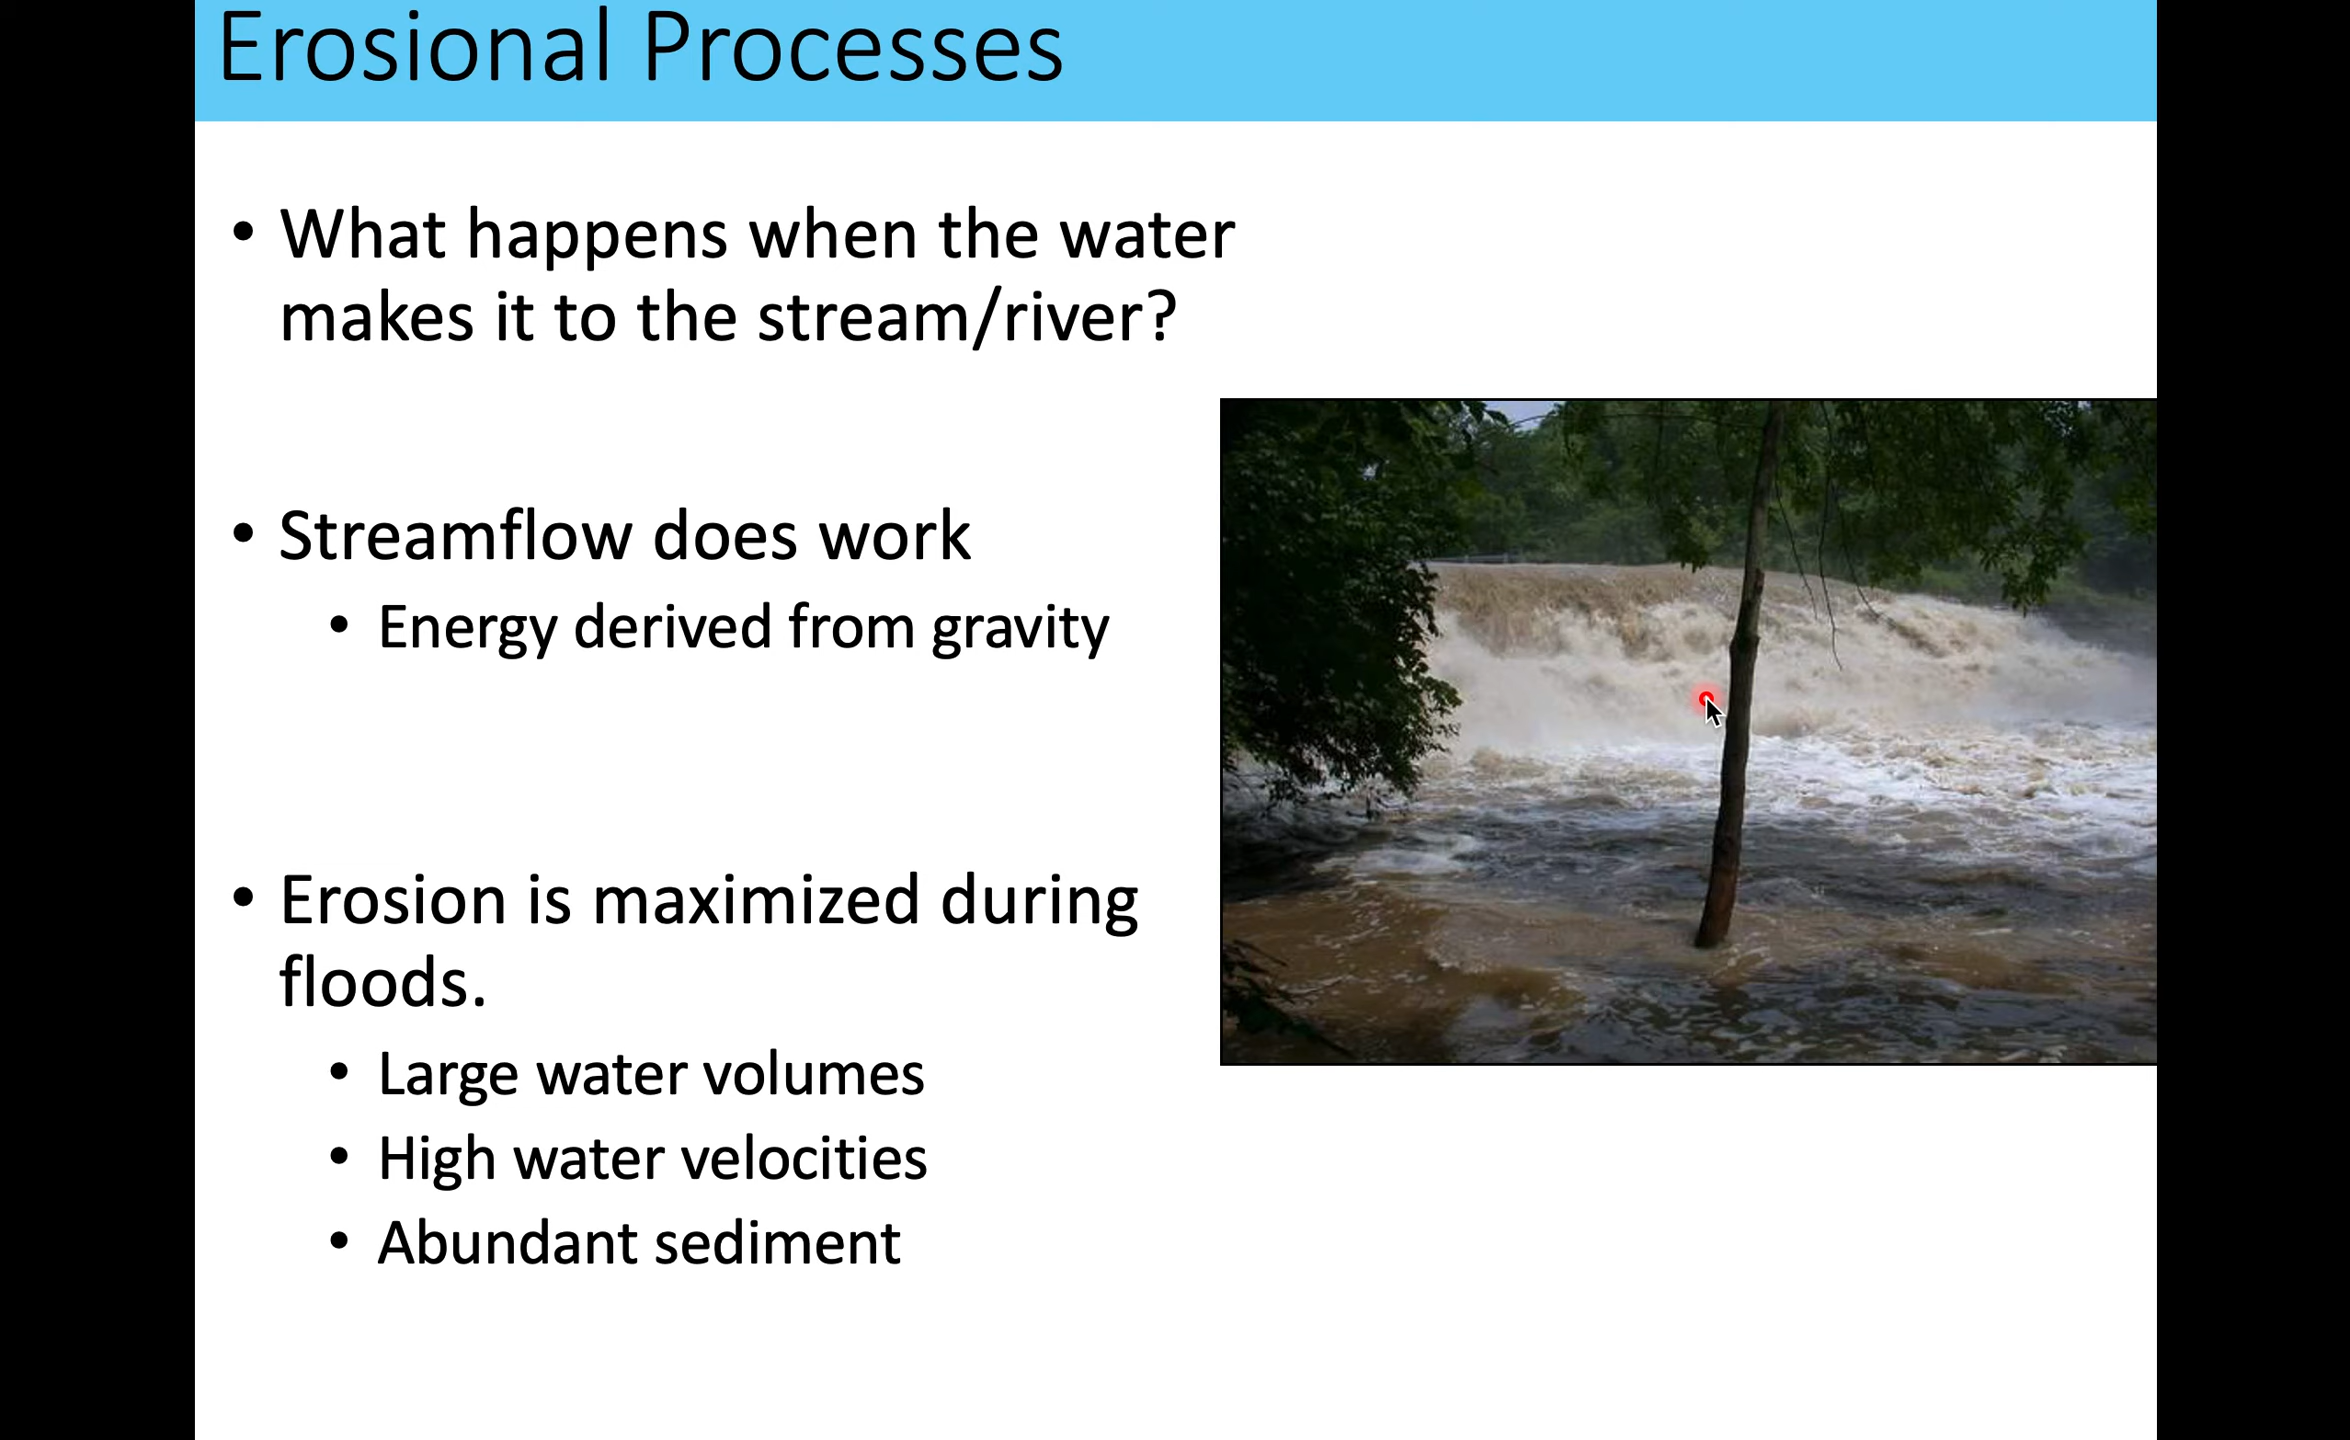 Erosional Processes
• What happens when the water
makes it to the stream/river?
• Streamflow does work
• Energy derived from gravity
• Erosion is maximized during
floods.
• Large water volumes
• High water velocities
• Abundant sediment